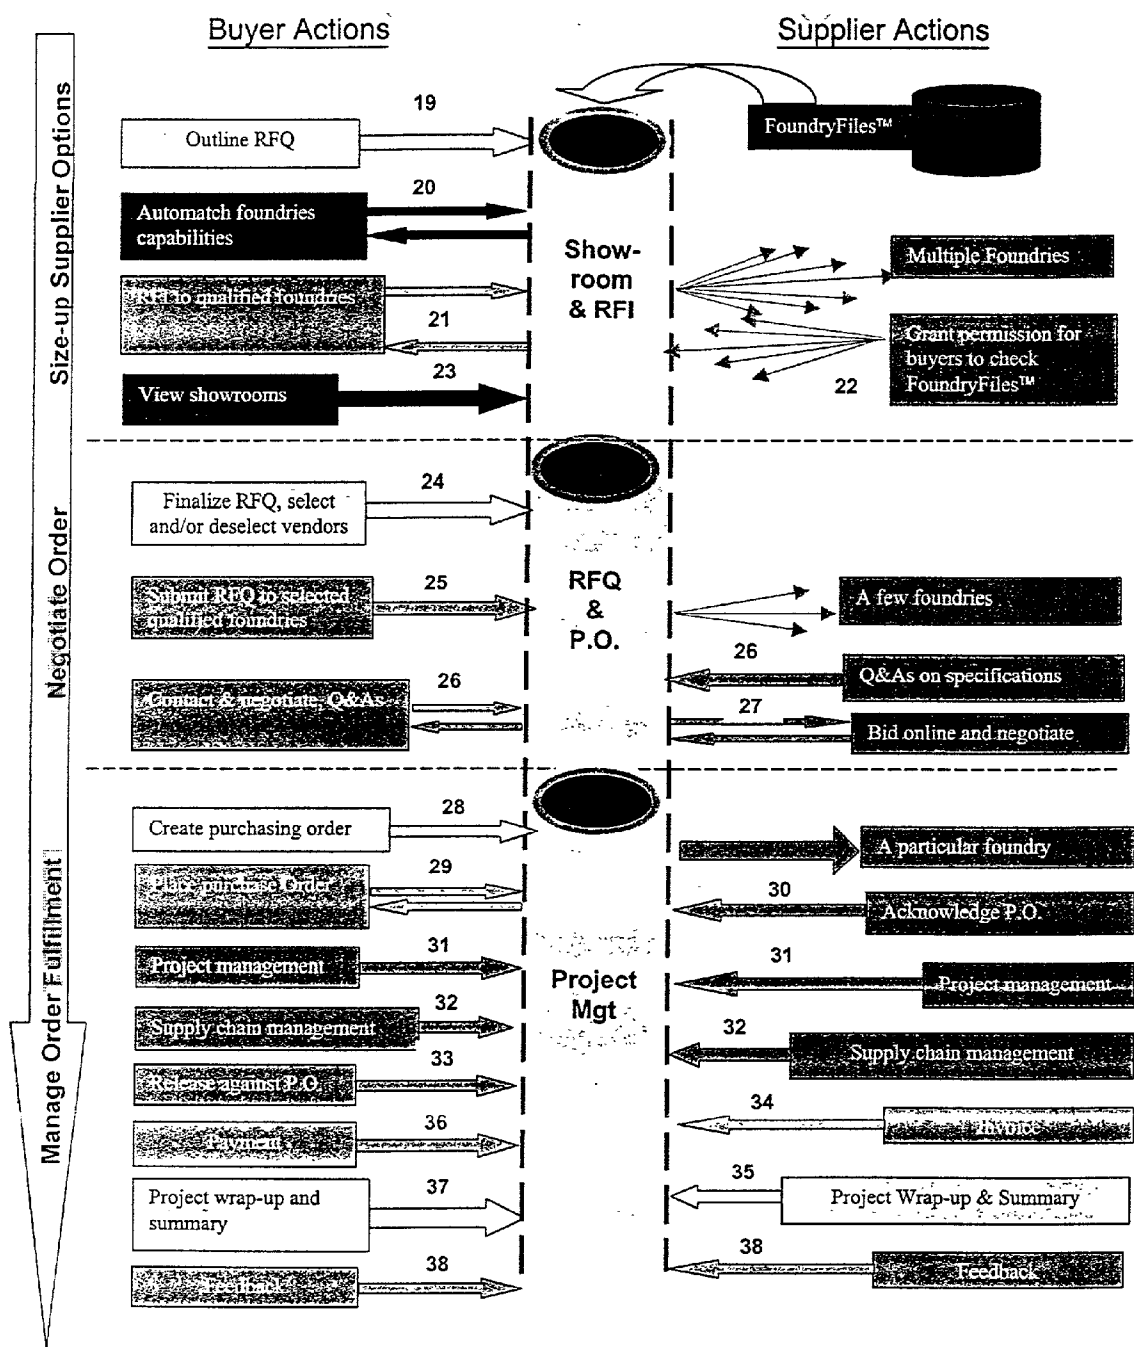 Buyer Actions
Supplier Actions
Size-up Supplier Options
19
Outline RFQ
FoundryFiles™
20
Automatch foundries
capabilities
Show-
room
& RFI
Multiple Foundries
RFI to qualified foundries
21
Grant permission for
buyers to check
FoundryFiles™
22
23
View showrooms
Negotiate Order
24
Finalize RFQ, select
and/or deselect vendors
RFQ
&
P.O.
25
Submit RFQ to selected
qualified foundries
A few foundries
26
Q&As on specifications
26
Contact & negotiate, Q&As
27
Bid online and negotiate
Manage Order Fulfillment
28
Create purchasing order
A particular foundry
29
Place purchase Order
30
Acknowledge P.O.
Project
Mgt
31
Project management
31
Project management
32
Supply chain management
32
Supply chain management
33
Release against P.O.
34
Invoice
36
Payment
35
Project Wrap-up & Summary
37
Project wrap-up and
summary
38
Feedback
38
Feedback